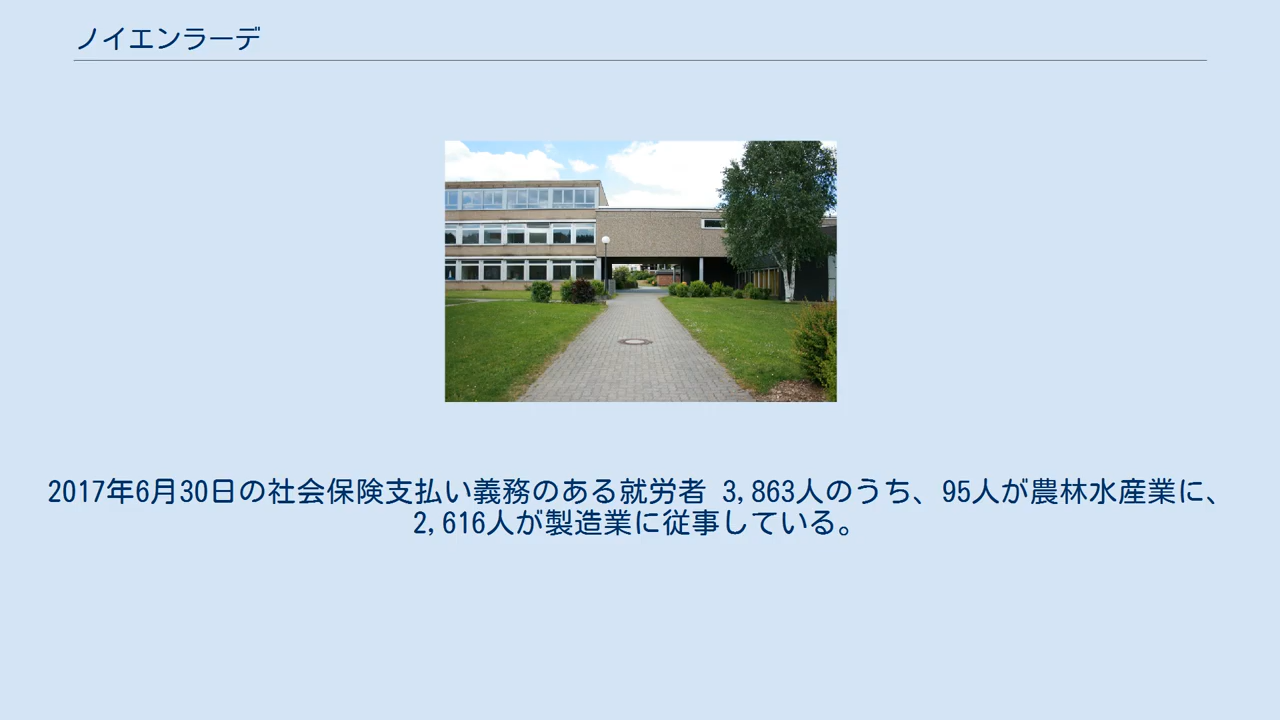 ノイエンラーデ
2017年6月30日の社会保険支払い義務のある就労者 3,863人のうち、95人が農林水産業に、
2,616人が製造業に従事している。